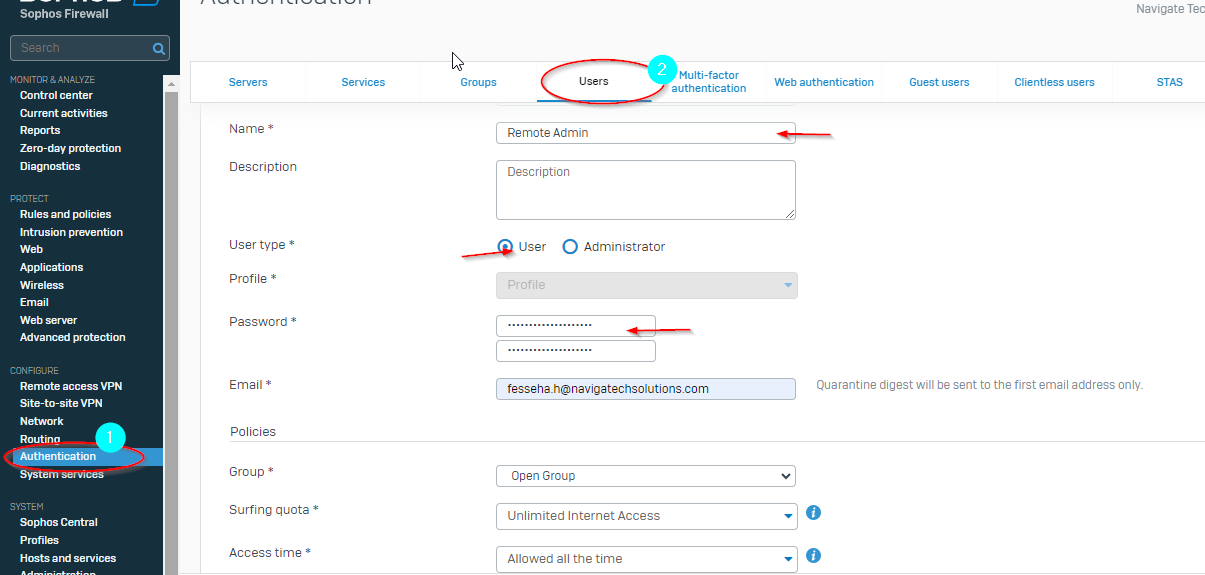 Sophos Firewall
Search
MONITOR & ANALYZE
Control center
Current activities
Reports
Zero-day protection
Diagnostics
PROTECT
Rules and policies
Intrusion prevention
Web
Applications
Wireless
Email
Web server
Advanced protection
CONFIGURE
Remote access VPN
Site-to-site VPN
Network
Routing
1
Authentication
System services
SYSTEM
Sophos Central
Profiles
Hosts and services
Administration
Authentication
Navigate Tec
Servers
Services
Groups
Users
2
Multi-factor
authentication
Web authentication
Guest users
Clientless users
STAS
Name *
Remote Admin
Description
Description
User type *
User
Administrator
Profile *
Profile
Password *
Email *
fesseha.h@navigatechsolutions.com
Quarantine digest will be sent to the first email address only.
Policies
Group *
Open Group
Surfing quota *
Unlimited Internet Access
Access time *
Allowed all the time